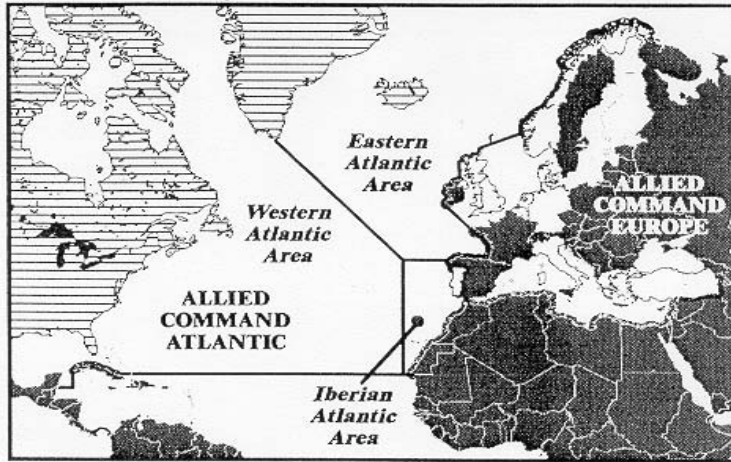 Eastern
Atlantic
Area
Western
Atlantic
Area
ALLIED
COMMAND
EUROPE
ALLIED
COMMAND
ATLANTIC
Iberian
Atlantic
Area